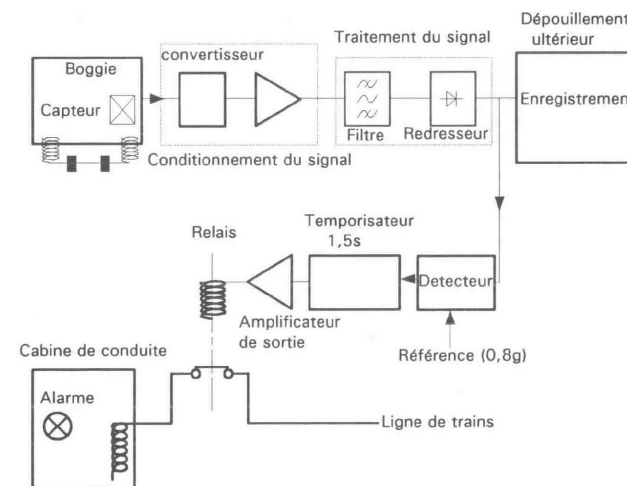 Dépouillement
ultérieur
Traitement du signal
convertisseur
Boggie
Capteur
Enregistremen
Filtre
Redresseur
Conditionnement du signal
Temporisateur
1,5s
Relais
Detecteur
Amplificateur
de sortie
Référence (0,8g)
Cabine de conduite
Alarme
Ligne de trains